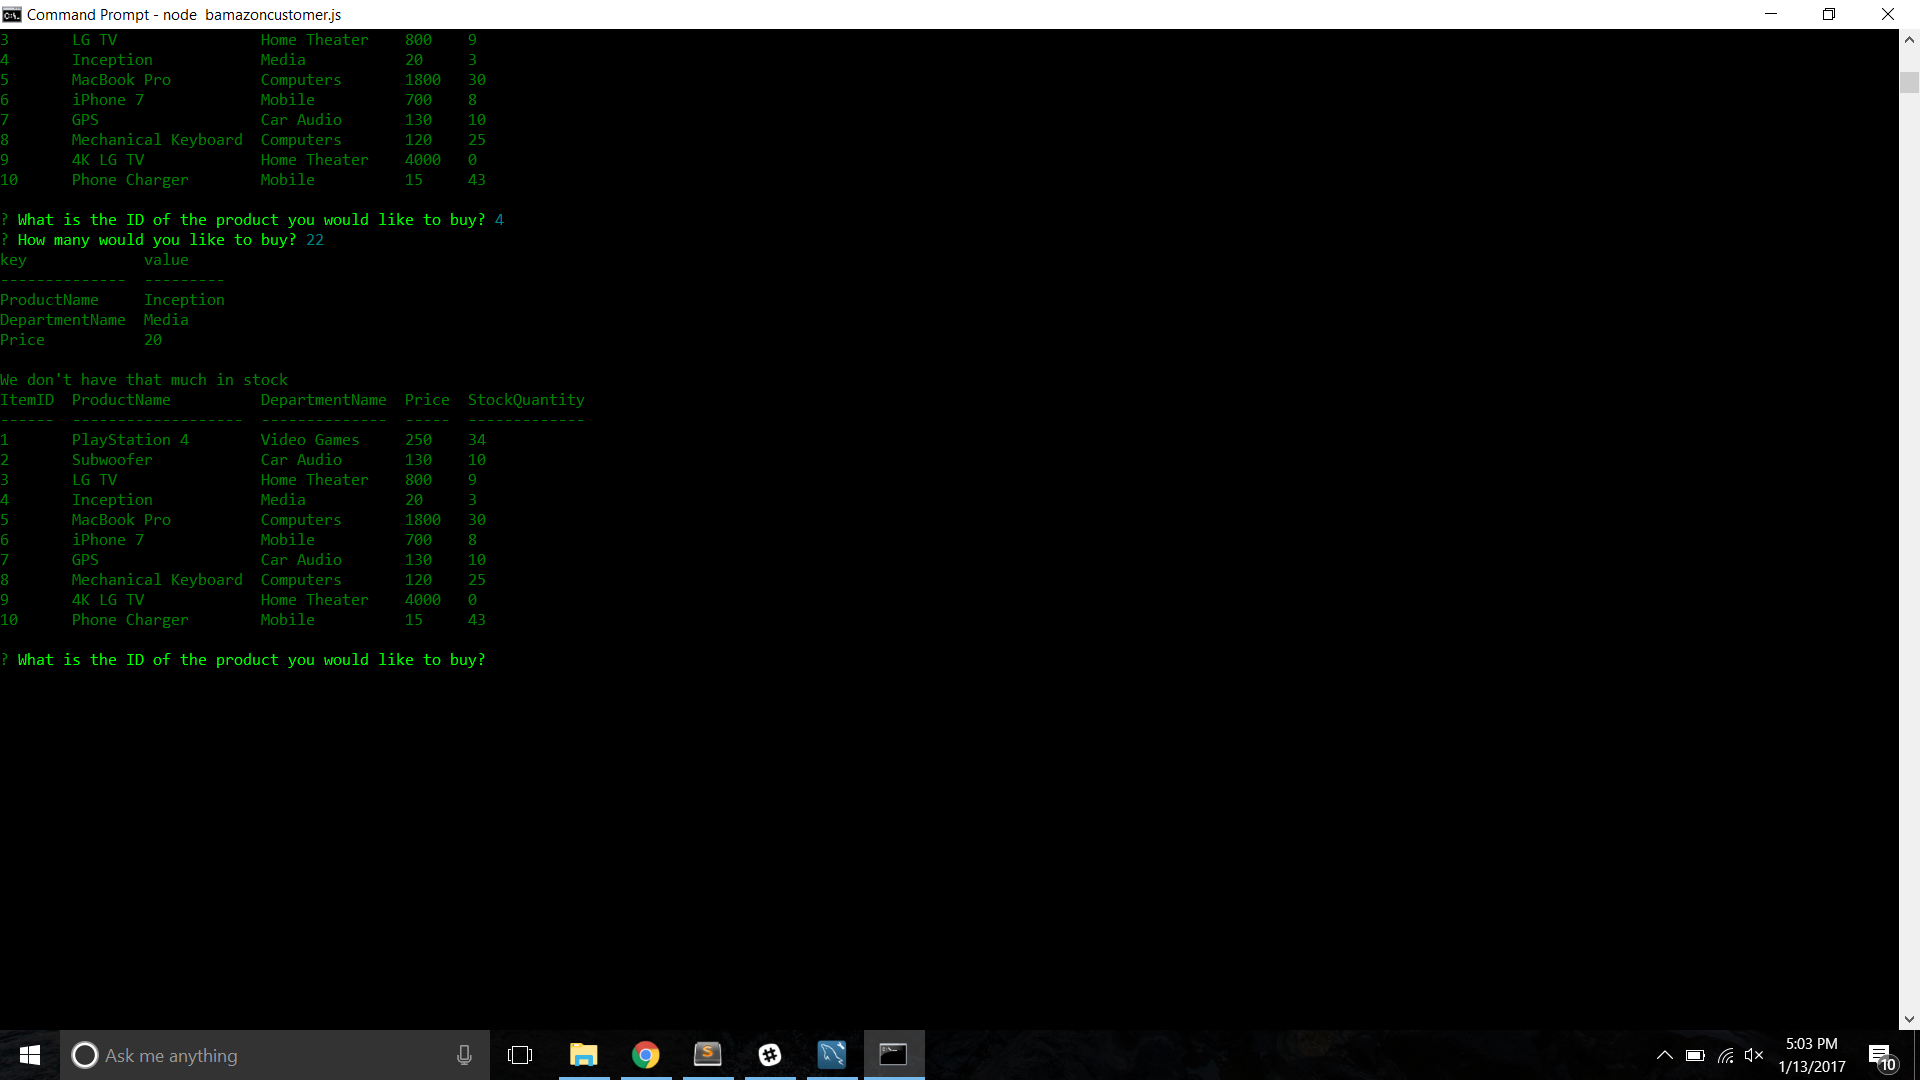 Command Prompt - node  bamazoncustomer.js
3       LG TV                Home Theater    800    9
4       Inception            Media           20     3
5       MacBook Pro          Computers       1800   30
6       iPhone 7             Mobile          700    8
7       GPS                  Car Audio       130    10
8       Mechanical Keyboard  Computers       120    25
9       4K LG TV             Home Theater    4000   0
10      Phone Charger        Mobile          15     43
? What is the ID of the product you would like to buy? 4
? How many would you like to buy? 22
key             value
--------------  ---------
ProductName     Inception
DepartmentName  Media
Price           20
We don't have that much in stock
ItemID  ProductName          DepartmentName  Price  StockQuantity
------  -------------------  --------------  -----  -------------
1       PlayStation 4        Video Games     250    34
2       Subwoofer            Car Audio       130    10
3       LG TV                Home Theater    800    9
4       Inception            Media           20     3
5       MacBook Pro          Computers       1800   30
6       iPhone 7             Mobile          700    8
7       GPS                  Car Audio       130    10
8       Mechanical Keyboard  Computers       120    25
9       4K LG TV             Home Theater    4000   0
10      Phone Charger        Mobile          15     43
? What is the ID of the product you would like to buy?
Ask me anything
5:03 PM
1/13/2017
10